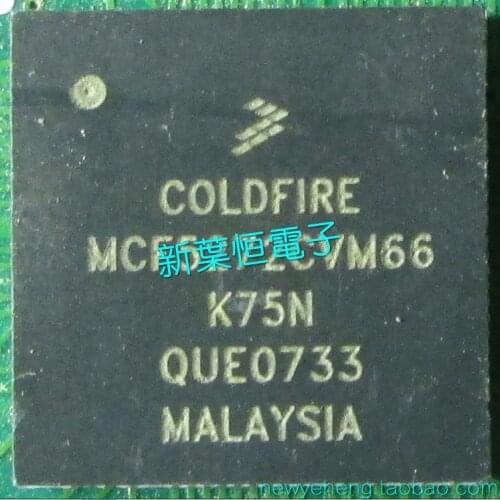 COLDFIRE
新葉恒電子
K75N
QUE0733
MALAYSIA
newyeheng.taobao.com